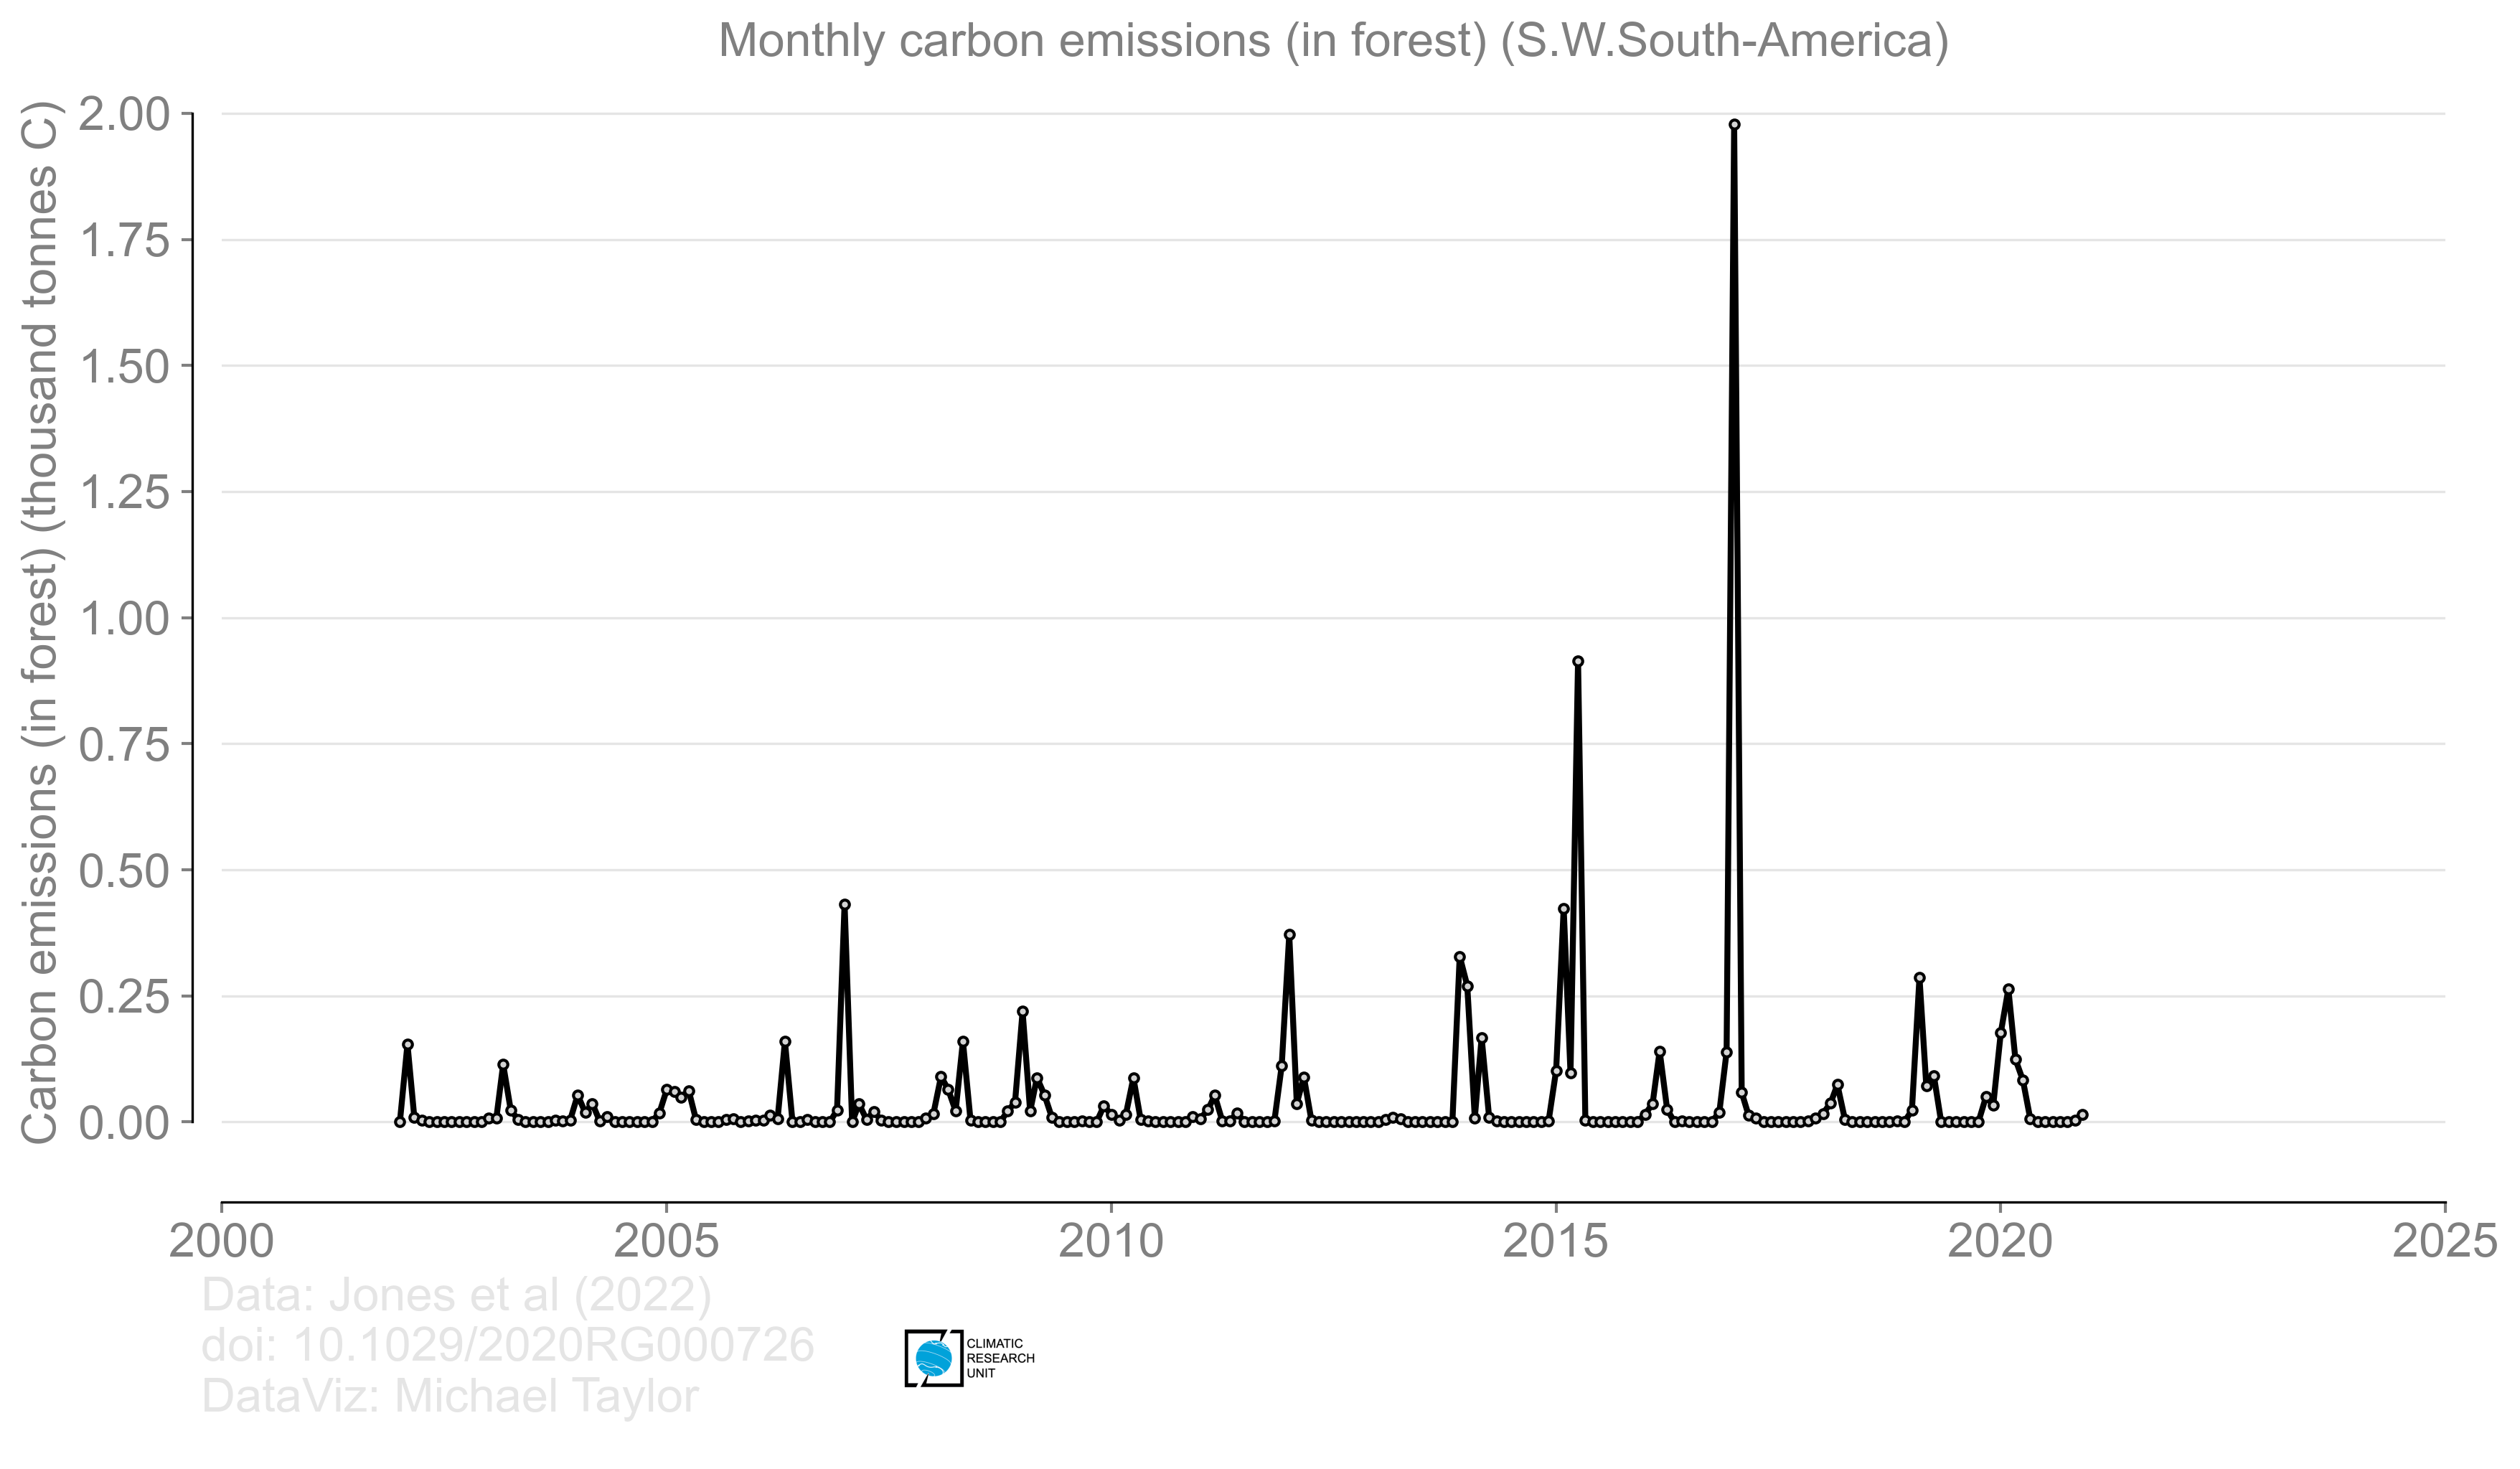 Monthly carbon emissions (in forest) (S.W.South-America)
Carbon emissions (in forest) (thousand tonnes C)
2.00
1.75
1.50
1.25
1.00
0.75
0.50
0.25
0.00
2000 2005 2010 2015 2020 2025
Data: Jones et al (2022)
doi: 10.1029/2020RG000726
DataViz: Michael Taylor
CLIMATIC
RESEARCH
UNIT